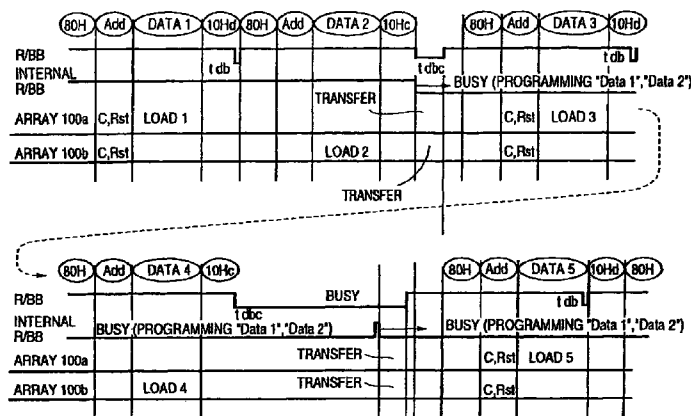 80H Add DATA 1 10Hd 80H Add DATA 2 10Hc 80H Add DATA 3 10Hd
R/BB t db t dbc t db
INTERNAL
R/BB BUSY (PROGRAMMING "Data 1","Data 2")
TRANSFER
ARRAY 100a C,Rst LOAD 1 C,Rst LOAD 3
ARRAY 100b C,Rst LOAD 2 C,Rst
TRANSFER
80H Add DATA 4 10Hc 80H Add DATA 5 10Hd 80H
R/BB BUSY
t dbc t db
INTERNAL
R/BB BUSY (PROGRAMMING "Data 1","Data 2") BUSY (PROGRAMMING "Data 1","Data 2")
ARRAY 100a TRANSFER C,Rst LOAD 5
ARRAY 100b LOAD 4 TRANSFER C,Rst